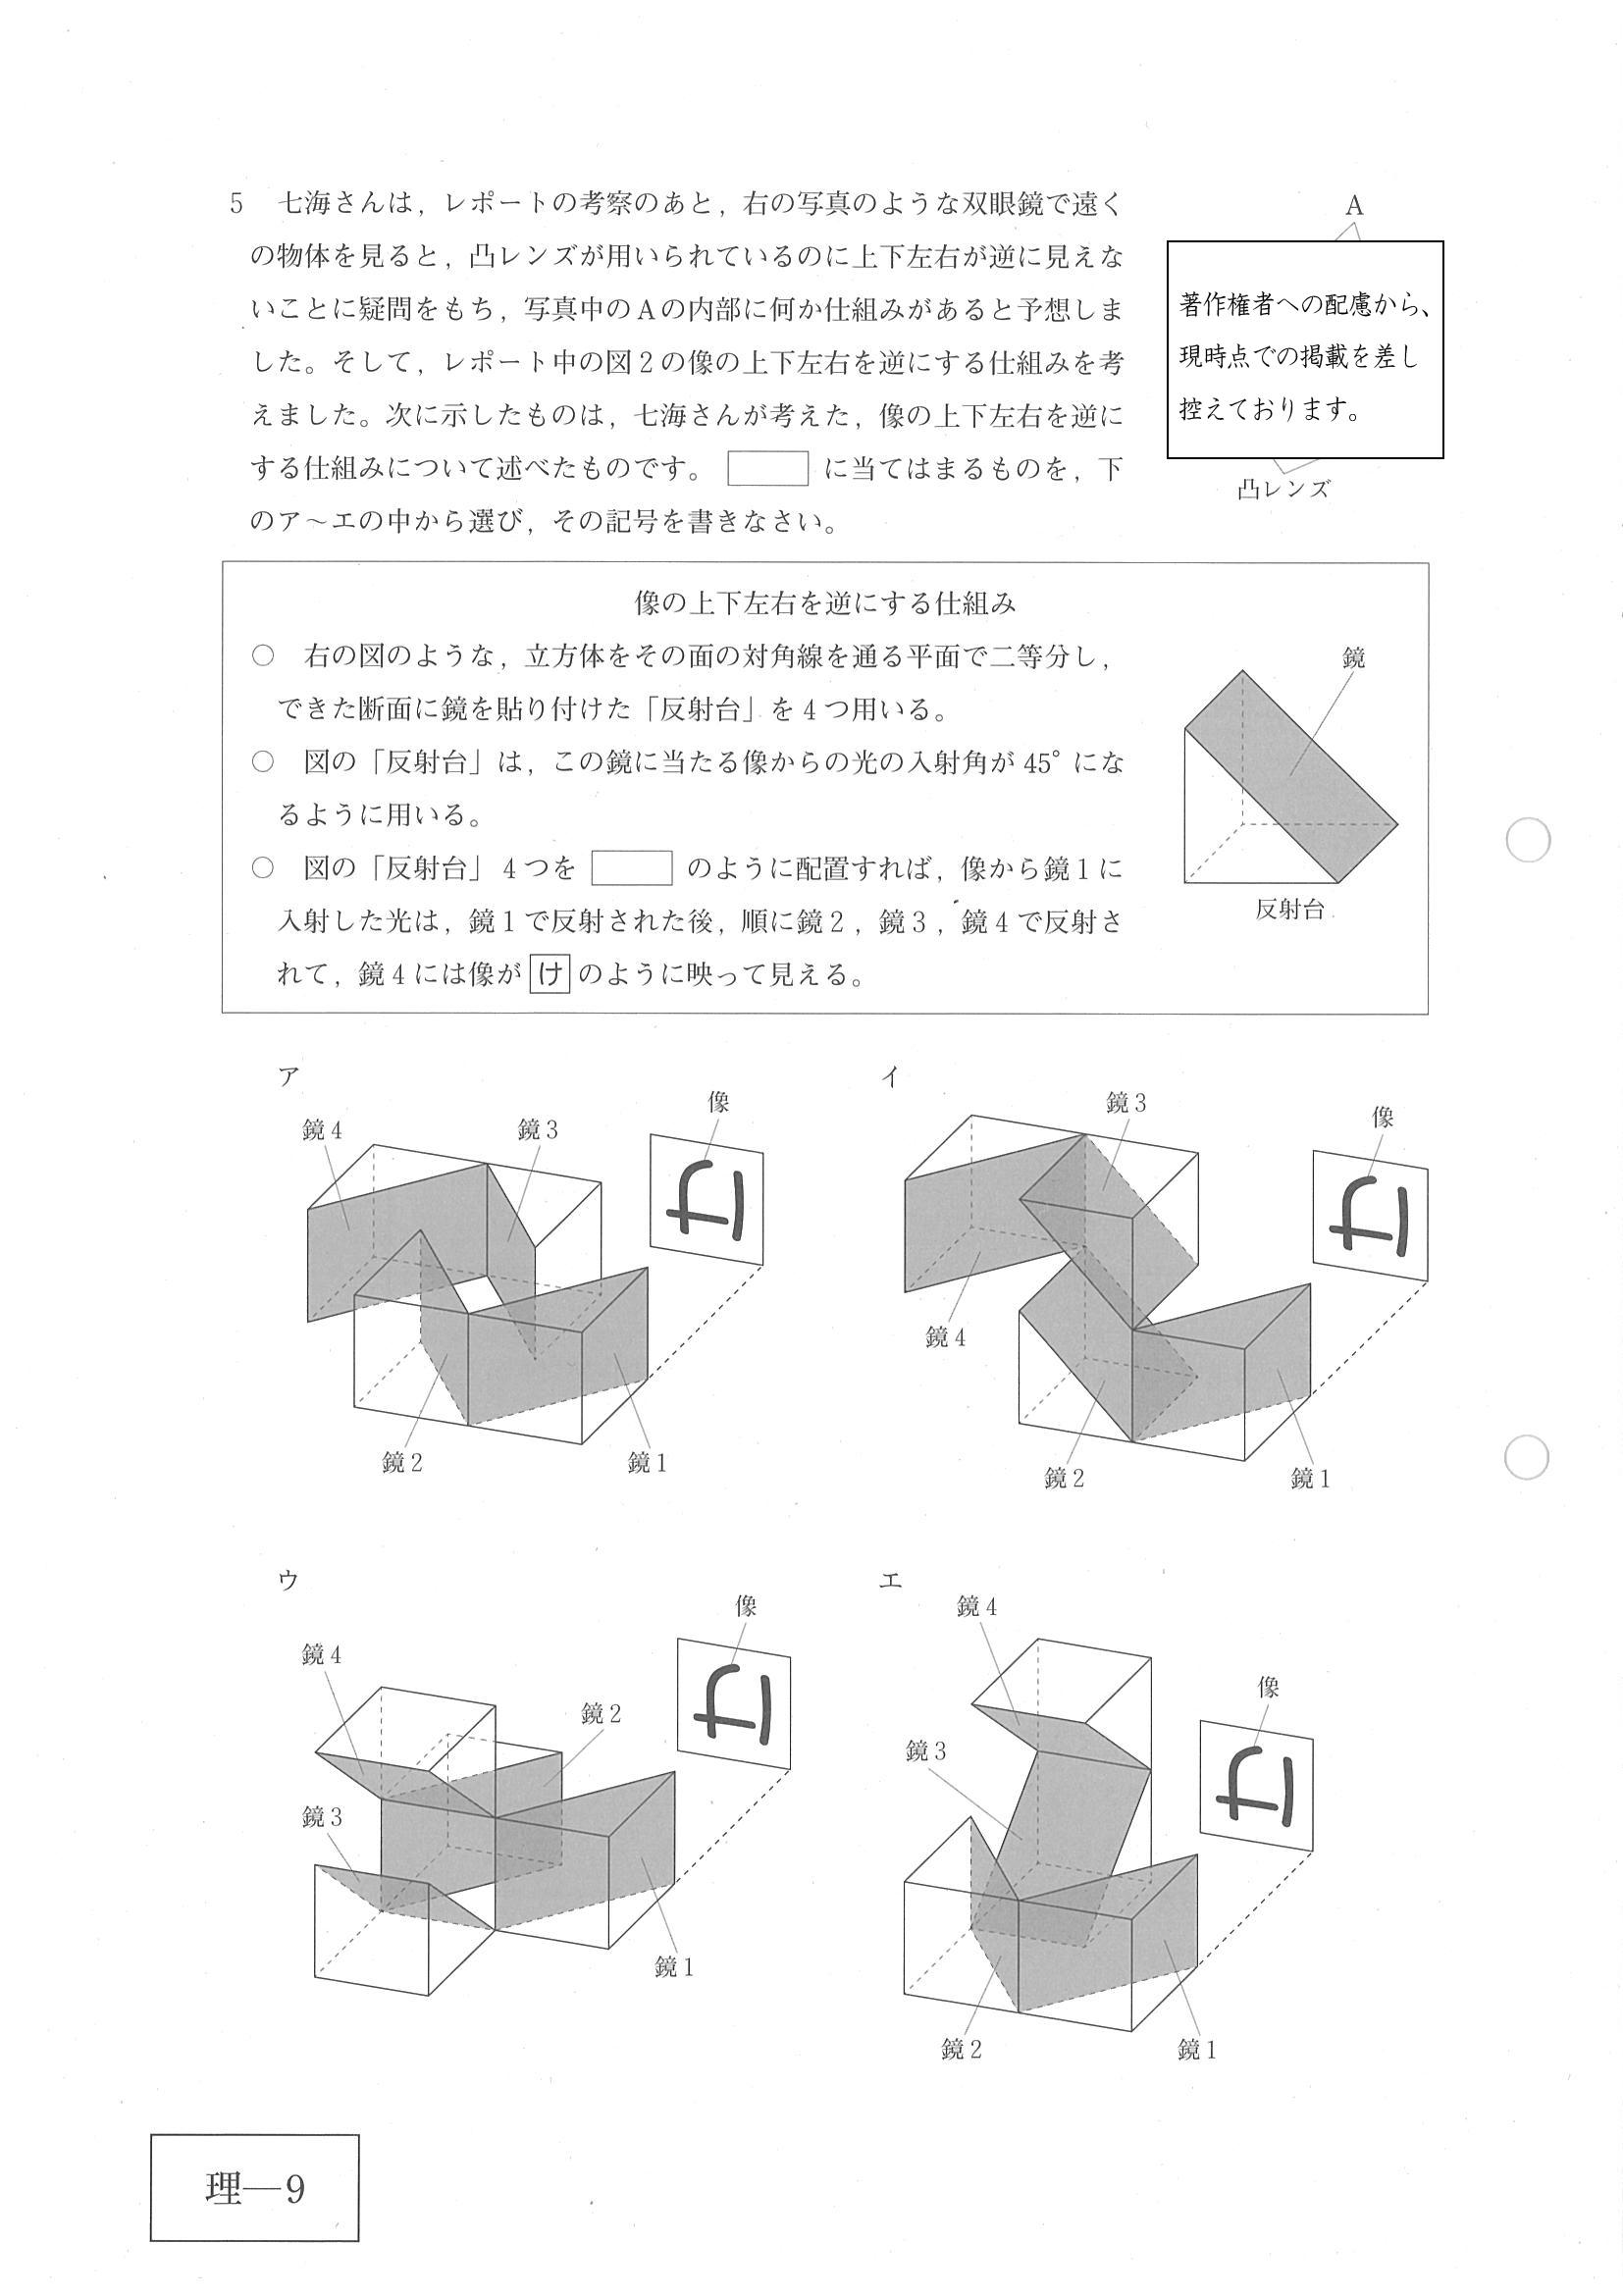 5　七海さんは，レポートの考察のあと，右の写真のような双眼鏡で遠く
の物体を見ると，凸レンズが用いられているのに上下左右が逆に見えな
いことに疑問をもち，写真中のAの内部に何か仕組みがあると予想しま
した。そして，レポート中の図2の像の上下左右を逆にする仕組みを考
えました。次に示したものは，七海さんが考えた，像の上下左右を逆に
する仕組みについて述べたものです。　　　に当てはまるものを，下
のア～エの中から選び，その記号を書きなさい。
A
著作権者への配慮から、
現時点での掲載を差し
控えております。
凸レンズ
像の上下左右を逆にする仕組み
○　右の図のような，立方体をその面の対角線を通る平面で二等分し，
できた断面に鏡を貼り付けた「反射台」を4つ用いる。
○　図の「反射台」は，この鏡に当たる像からの光の入射角が45°にな
るように用いる。
○　図の「反射台」4つを　　　のように配置すれば，像から鏡1に
入射した光は，鏡1で反射された後，順に鏡2，鏡3，鏡4で反射さ
れて，鏡4には像が け のように映って見える。
鏡
反射台
ア
鏡4
鏡3
像
鏡2
鏡1
イ
鏡3
像
鏡4
鏡2
鏡1
ウ
像
鏡4
鏡2
鏡3
鏡1
エ
鏡4
像
鏡3
鏡2
鏡1
理―9